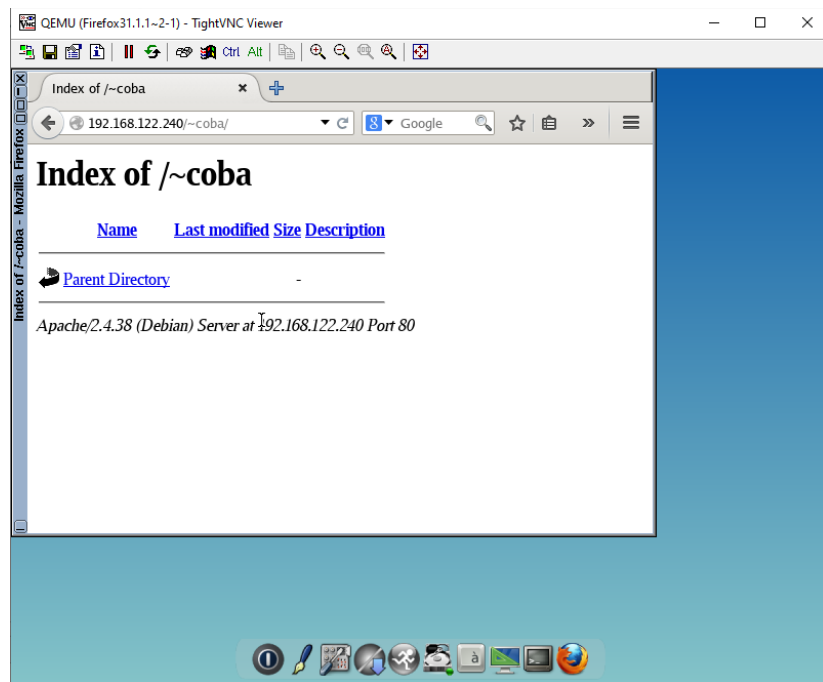 QEMU (Firefox31.1.1~2-1) - TightVNC Viewer
Ctrl Alt
Index of /~coba
192.168.122.240/~coba/
8 Google
Index of /~coba - Mozilla Firefox
Index of /~coba
Name Last modified Size Description
Parent Directory -
Apache/2.4.38 (Debian) Server at 192.168.122.240 Port 80
à